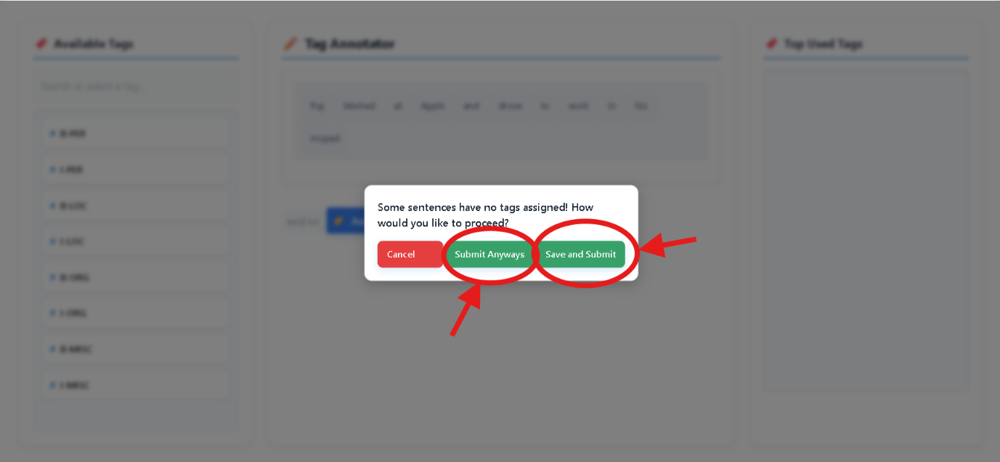 Available Tags
Tag Annotator
Top Used Tags
Search or select a tag...
Raj Worked at Apple and drove to work in his
moped
B-PER
I-PER
B-LOC
I-LOC
B-ORG
I-ORG
B-MISC
I-MISC
Some sentences have no tags assigned! How
would you like to proceed?
Cancel
Submit Anyways
Save and Submit